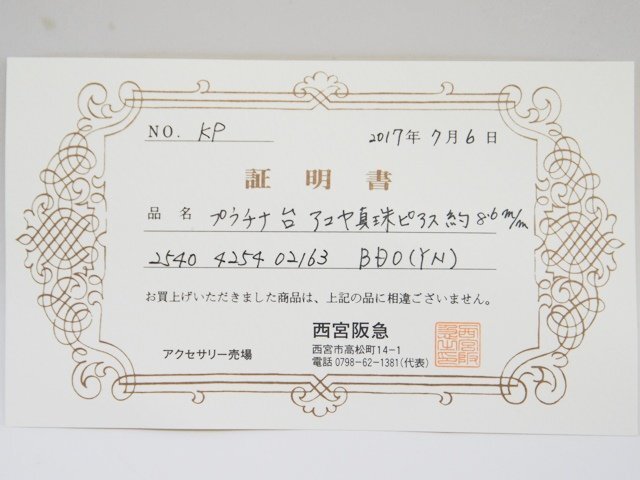 NO. KP 2017年 7月 6日
証明書
品名 プラチナ台 アコヤ真珠ピアス 約8.6m/m
2540 4254 02163
お買上げいただきました商品は、上記の品に相違ございません。
西宮阪急
アクセサリー売場
西宮市高松町14-1
電話 0798-62-1381(代表)